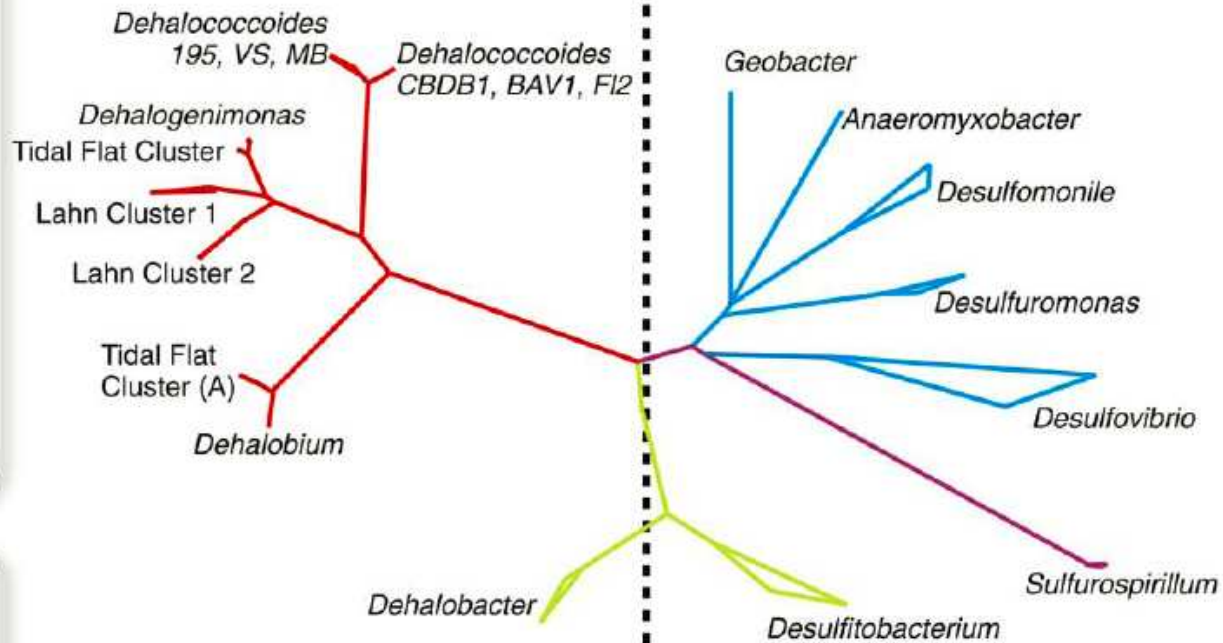 Dehalococcoides
195, VS, MB
Dehalococcoides
CBDB1, BAV1, Fl2
Geobacter
Dehalogenimonas
Anaeromyxobacter
Tidal Flat Cluster
Desulfomonile
Lahn Cluster 1
Lahn Cluster 2
Desulfuromonas
Tidal Flat
Cluster (A)
Desulfovibrio
Dehalobium
Sulfurospirillum
Dehalobacter
Desulfitobacterium